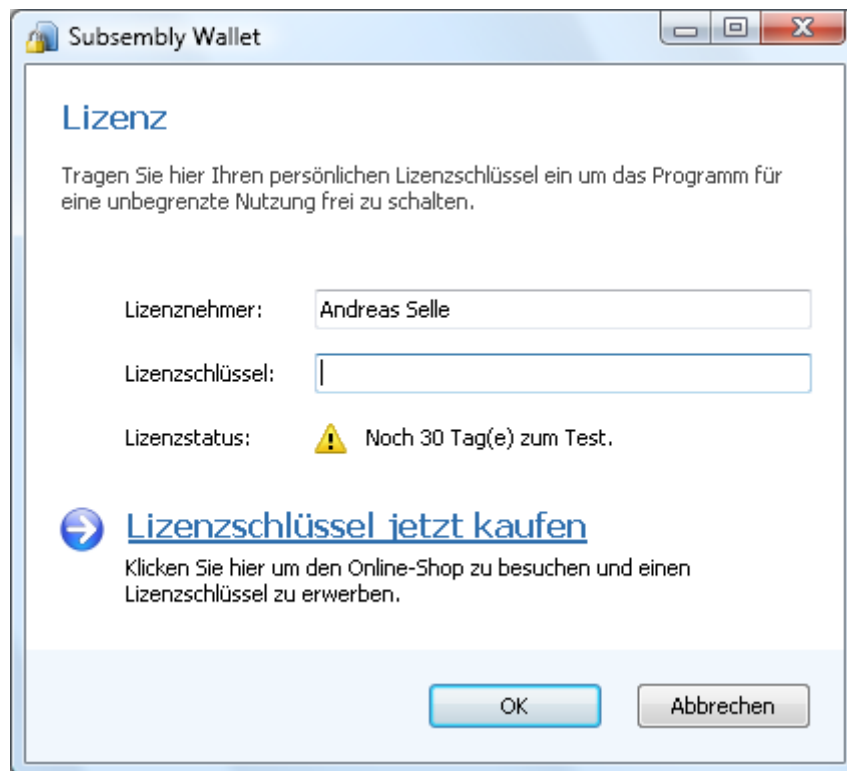 Subsembly Wallet
Lizenz
Tragen Sie hier Ihren persönlichen Lizenzschlüssel ein um das Programm für
eine unbegrenzte Nutzung frei zu schalten.
Lizenznehmer: Andreas Selle
Lizenzschlüssel:
Lizenzstatus: Noch 30 Tag(e) zum Test.
Lizenzschlüssel jetzt kaufen
Klicken Sie hier um den Online-Shop zu besuchen und einen
Lizenzschlüssel zu erwerben.
OK Abbrechen